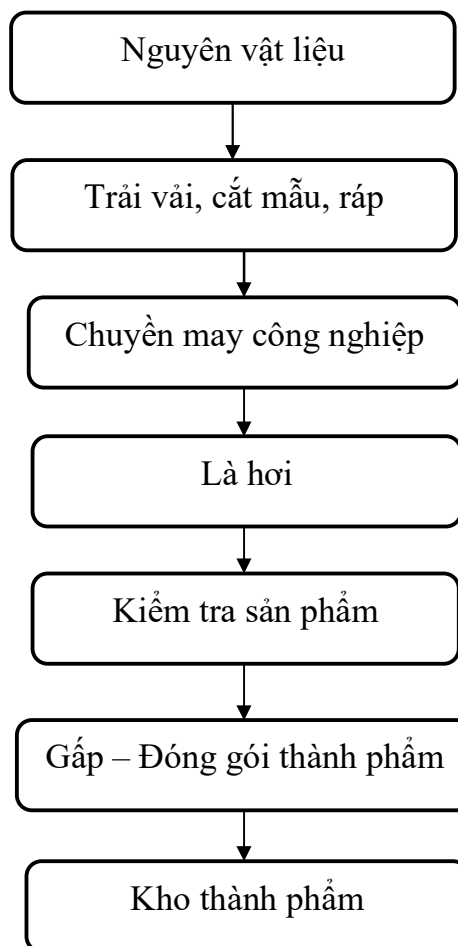 Nguyên vật liệu
Trải vải, cắt mẫu, ráp
Chuyền may công nghiệp
Là hơi
Kiểm tra sản phẩm
Gấp – Đóng gói thành phẩm
Kho thành phẩm